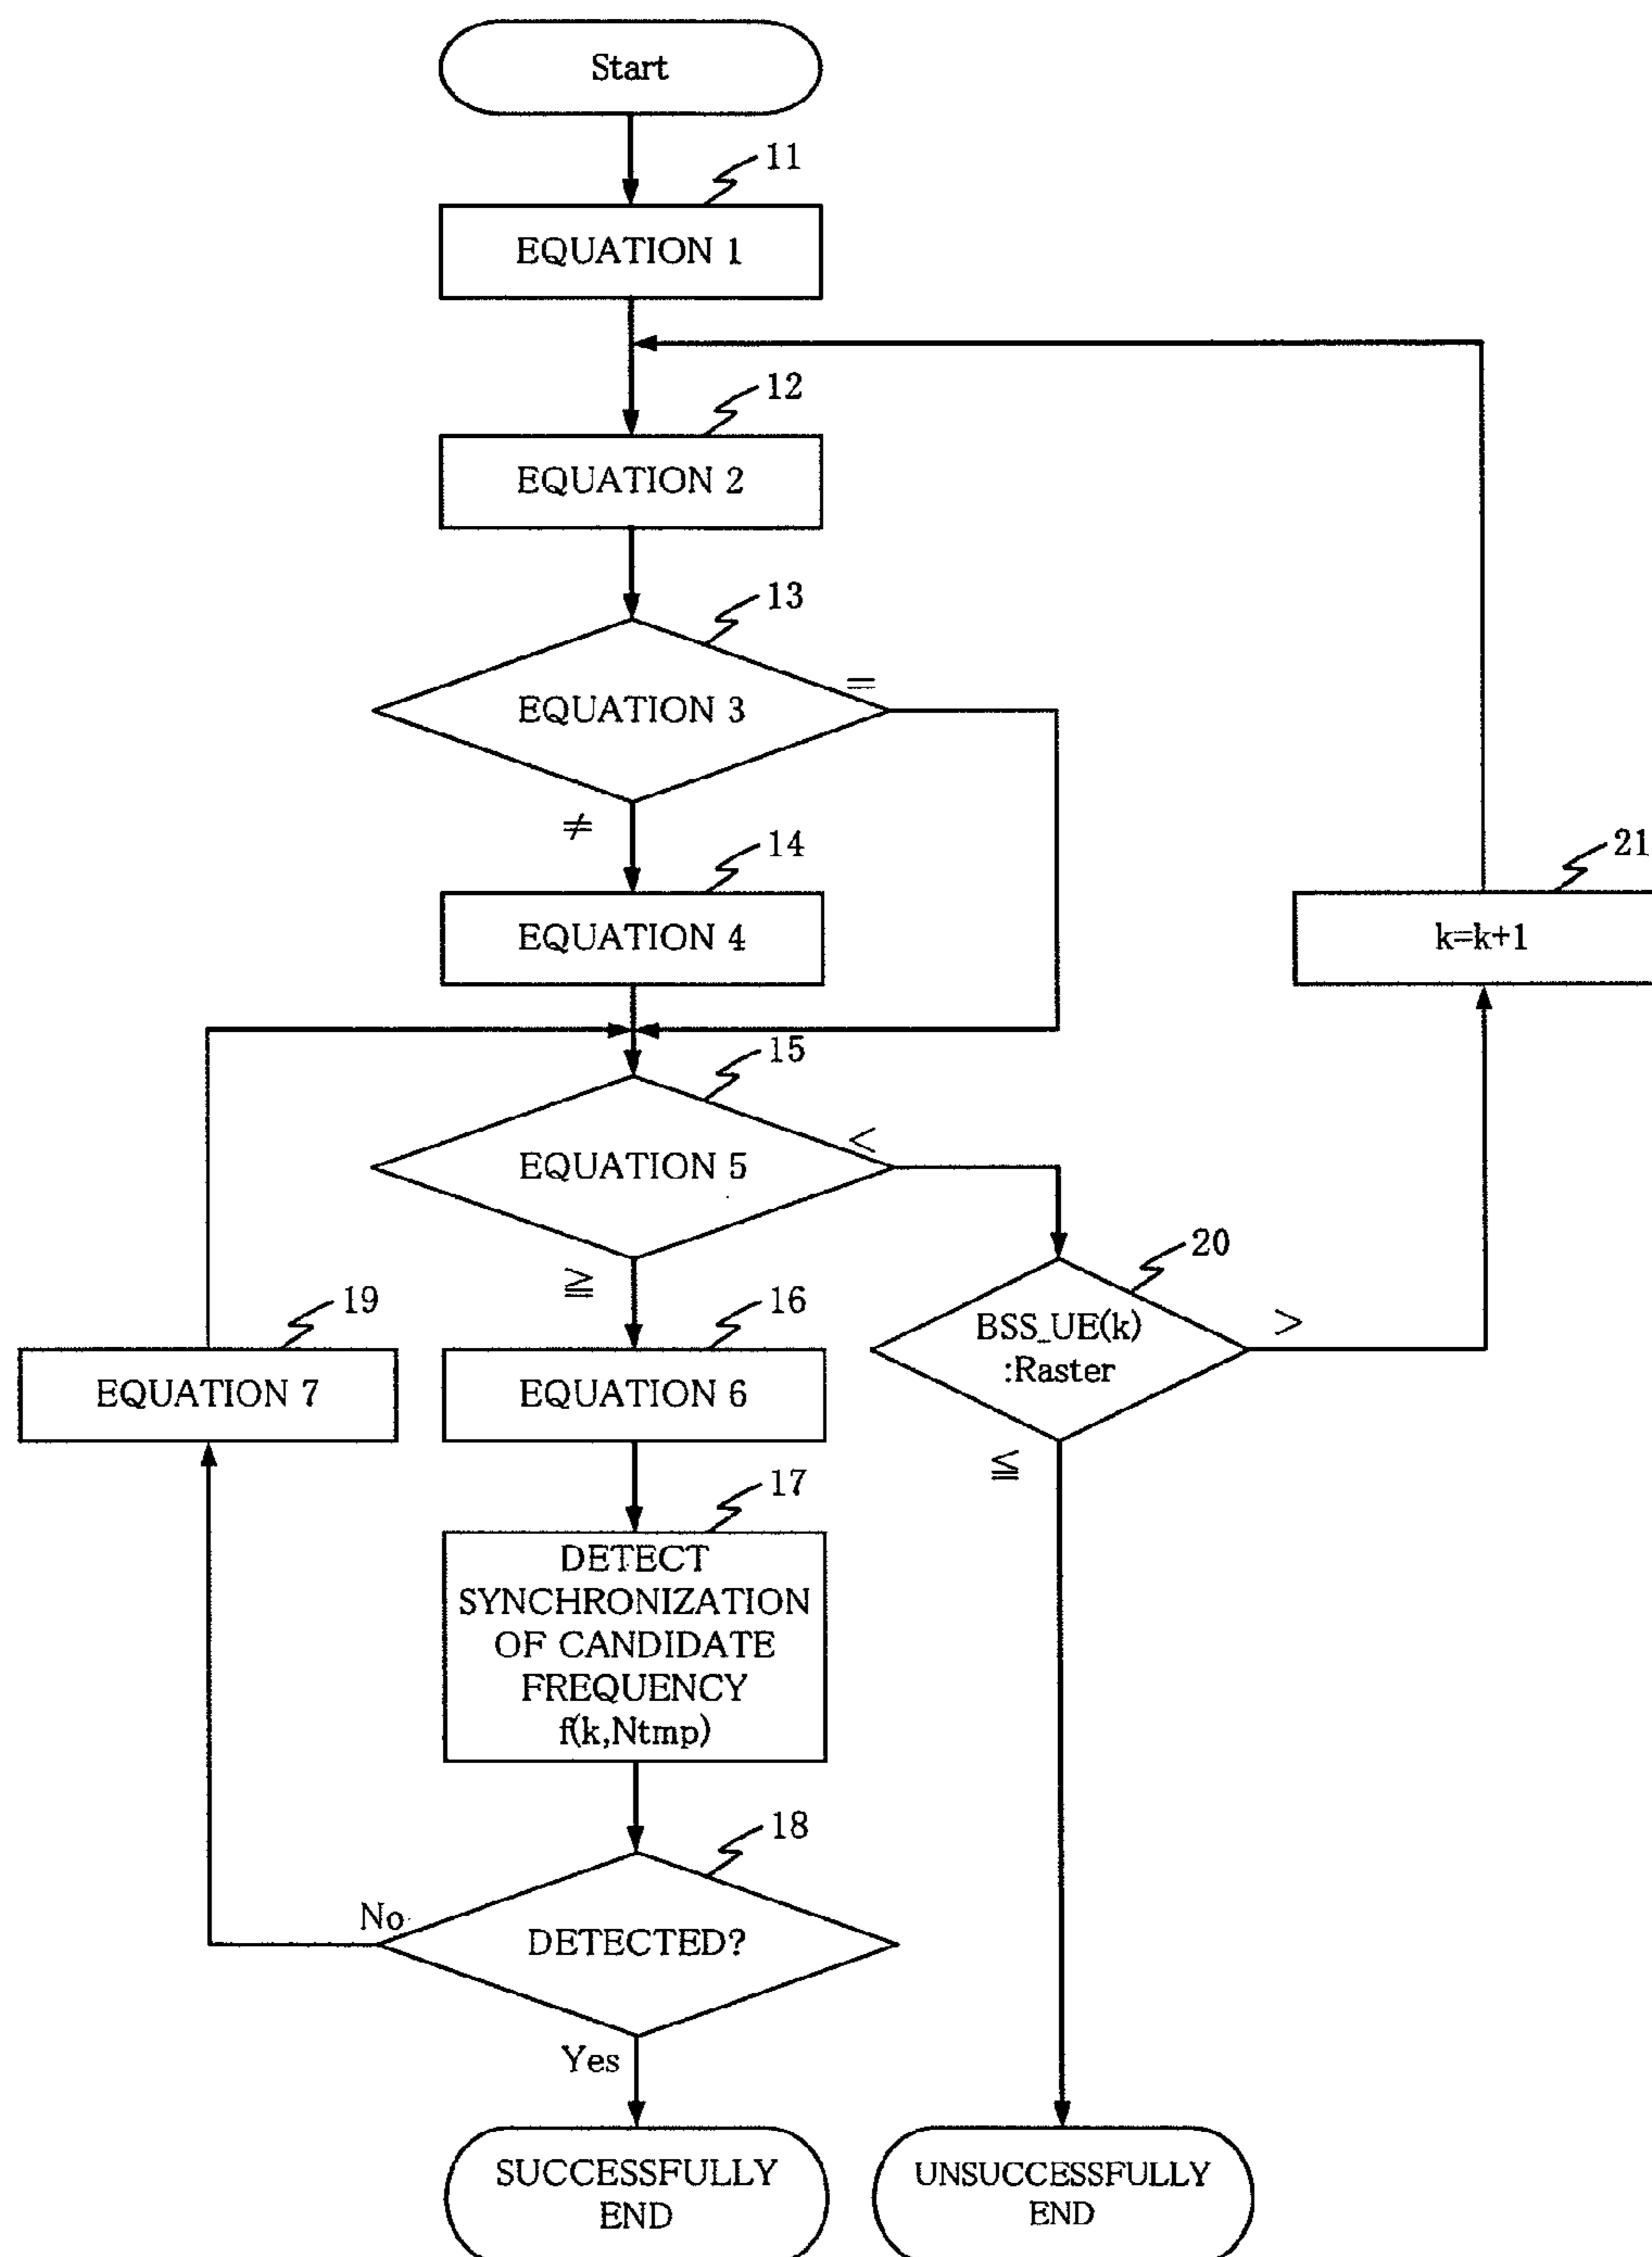 Start
11
EQUATION 1
12
EQUATION 2
13
EQUATION 3
=
≠
14
EQUATION 4
21
k=k+1
15
EQUATION 5
<
≧
20
BSS_UE(k)
:Raster
>
≦
19
EQUATION 7
16
EQUATION 6
17
DETECT
SYNCHRONIZATION
OF CANDIDATE
FREQUENCY
f(k,Ntmp)
18
DETECTED?
No
Yes
SUCCESSFULLY
END
UNSUCCESSFULLY
END